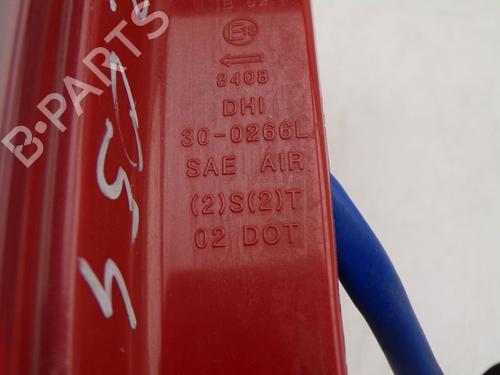 8408
DHI
30-0266L
SAE AIR
(2)S(2)T
02 DOT
B-PARTS